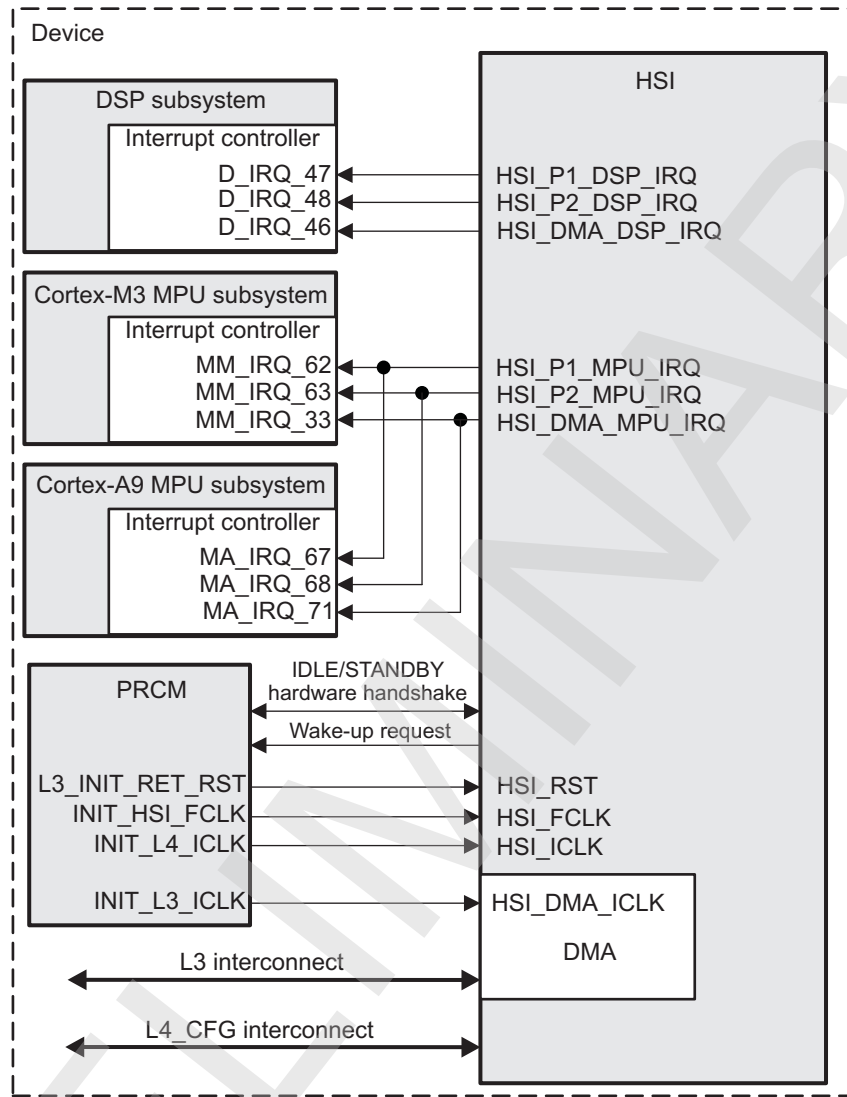 Device
HSI
DSP subsystem
Interrupt controller
D_IRQ_47
D_IRQ_48
D_IRQ_46
HSI_P1_DSP_IRQ
HSI_P2_DSP_IRQ
HSI_DMA_DSP_IRQ
Cortex-M3 MPU subsystem
Interrupt controller
MM_IRQ_62
MM_IRQ_63
MM_IRQ_33
HSI_P1_MPU_IRQ
HSI_P2_MPU_IRQ
HSI_DMA_MPU_IRQ
Cortex-A9 MPU subsystem
Interrupt controller
MA_IRQ_67
MA_IRQ_68
MA_IRQ_71
PRCM
IDLE/STANDBY
hardware handshake
Wake-up request
L3_INIT_RET_RST
INIT_HSI_FCLK
INIT_L4_ICLK
INIT_L3_ICLK
HSI_RST
HSI_FCLK
HSI_ICLK
HSI_DMA_ICLK
DMA
L3 interconnect
L4_CFG interconnect